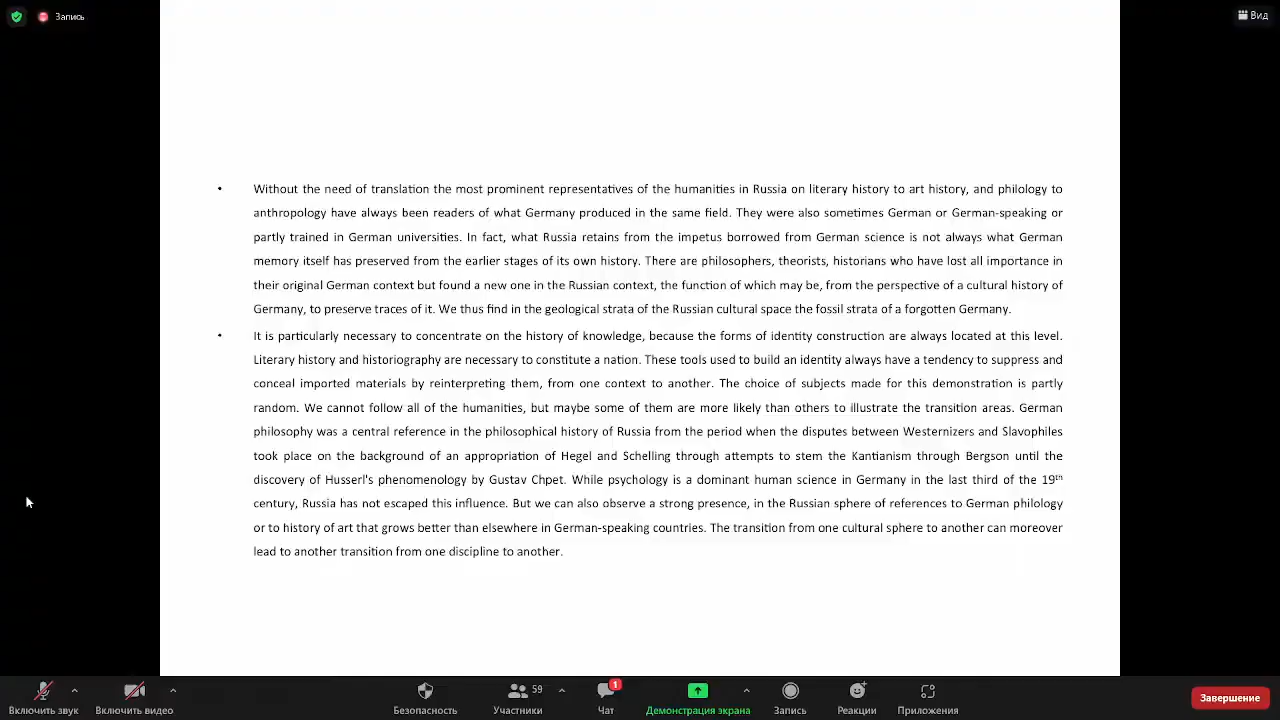 Запись
Вид
• Without the need of translation the most prominent representatives of the humanities in Russia on literary history to art history, and philology to
anthropology have always been readers of what Germany produced in the same field. They were also sometimes German or German-speaking or
partly trained in German universities. In fact, what Russia retains from the impetus borrowed from German science is not always what German
memory itself has preserved from the earlier stages of its own history. There are philosophers, theorists, historians who have lost all importance in
their original German context but found a new one in the Russian context, the function of which may be, from the perspective of a cultural history of
Germany, to preserve traces of it. We thus find in the geological strata of the Russian cultural space the fossil strata of a forgotten Germany.
• It is particularly necessary to concentrate on the history of knowledge, because the forms of identity construction are always located at this level.
Literary history and historiography are necessary to constitute a nation. These tools used to build an identity always have a tendency to suppress and
conceal imported materials by reinterpreting them, from one context to another. The choice of subjects made for this demonstration is partly
random. We cannot follow all of the humanities, but maybe some of them are more likely than others to illustrate the transition areas. German
philosophy was a central reference in the philosophical history of Russia from the period when the disputes between Westernizers and Slavophiles
took place on the background of an appropriation of Hegel and Schelling through attempts to stem the Kantianism through Bergson until the
discovery of Husserl's phenomenology by Gustav Chpet. While psychology is a dominant human science in Germany in the last third of the 19th
century, Russia has not escaped this influence. But we can also observe a strong presence, in the Russian sphere of references to German philology
or to history of art that grows better than elsewhere in German-speaking countries. The transition from one cultural sphere to another can moreover
lead to another transition from one discipline to another.
59
1
Включить звук
Включить видео
Безопасность
Участники
Чат
Демонстрация экрана
Запись
Реакции
Приложения
Завершение